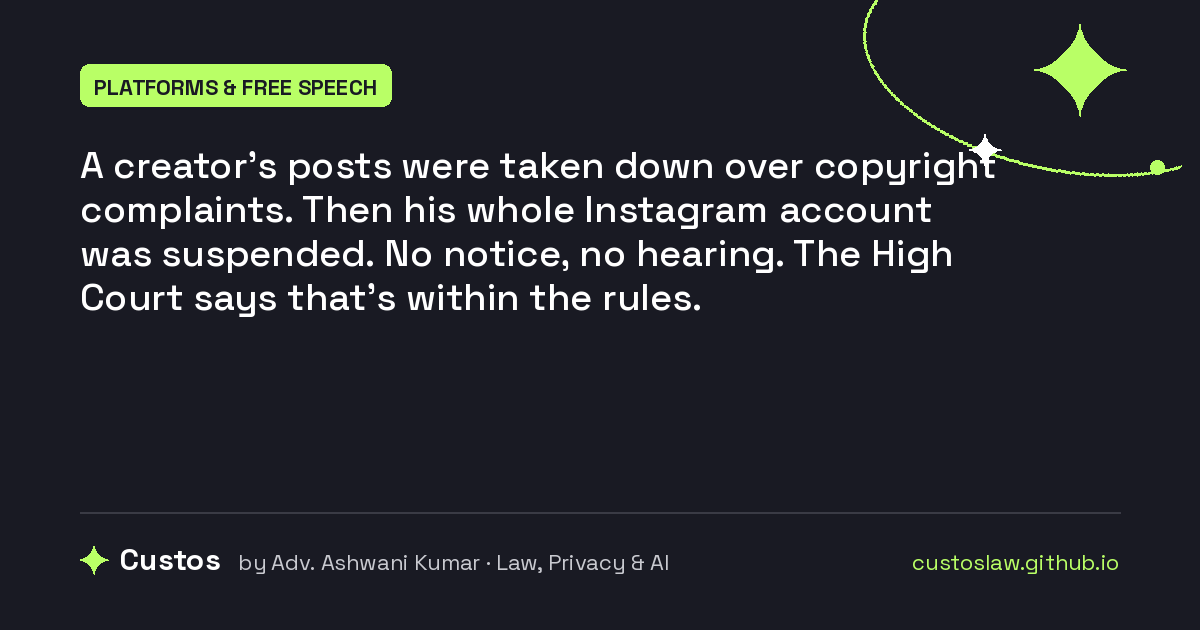 PLATFORMS & FREE SPEECH
A creator’s posts were taken down over copyright
complaints. Then his whole Instagram account
was suspended. No notice, no hearing. The High
Court says that’s within the rules.
Custos by Adv. Ashwani Kumar · Law, Privacy & AI
custoslaw.github.io